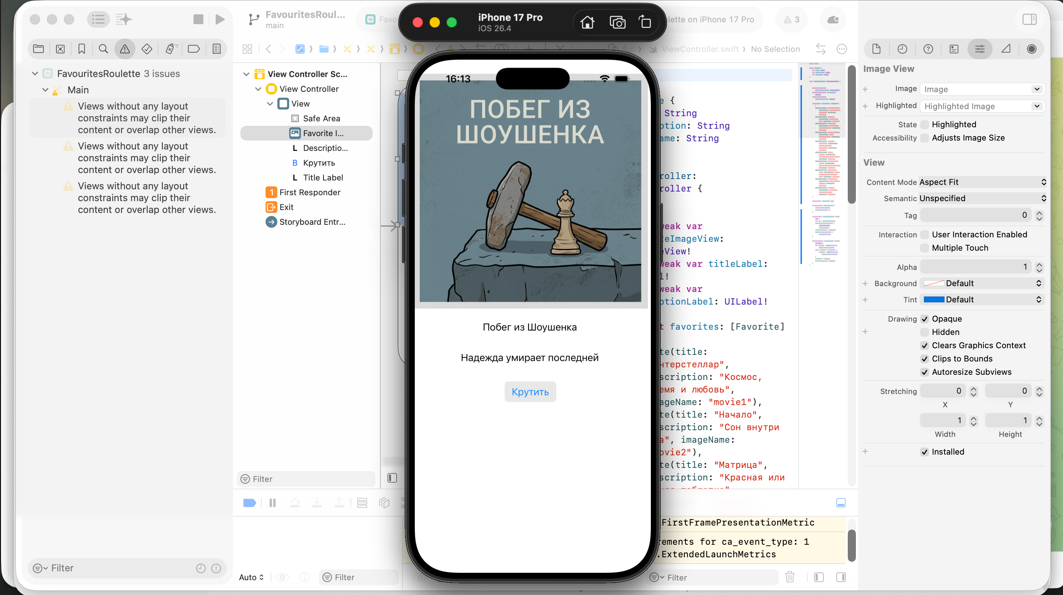 FavouritesRoul...
main
Favo
iPhone 17 Pro
iOS 26.4
ulette on iPhone 17 Pro
3
FavouritesRoulette 3 issues
Main
Views without any layout
constraints may clip their
content or overlap other views.
Views without any layout
constraints may clip their
content or overlap other views.
Views without any layout
constraints may clip their
content or overlap other views.
Filter
View Controller Sc...
View Controller
View
Safe Area
Favorite I...
L Descriptio...
B Крутить
L Title Label
First Responder
Exit
Storyboard Entr...
Filter
Auto
Filter
16:13
ПОБЕГ ИЗ
ШОУШЕНКА
Побег из Шоушенка
Надежда умирает последней
Крутить
ViewController.swift
No Selection
e {
String
ption: String
ame: String
roller:
troller {
weak var
teImageView:
eView!
weak var titleLabel:
l!
weak var
ptionLabel: UILabel!
t favorites: [Favorite]
ite(title:
нтерстеллар",
scription: "Космос,
емя и любовь",
ageName: "movie1"),
ite(title: "Начало",
scription: "Сон внутри
а", imageName:
ovie2"),
ite(title: "Матрица",
scription: "Красная или
FirstFramePresentationMetric
rements for ca_event_type: 1
.ExtendedLaunchMetrics
Filter
Image View
Image Image
Highlighted Highlighted Image
State Highlighted
Accessibility Adjusts Image Size
View
Content Mode Aspect Fit
Semantic Unspecified
Tag 0
Interaction User Interaction Enabled
Multiple Touch
Alpha 1
Background Default
Tint Default
Drawing Opaque
Hidden
Clears Graphics Context
Clips to Bounds
Autoresize Subviews
Stretching 0 0
X Y
1 1
Width Height
Installed